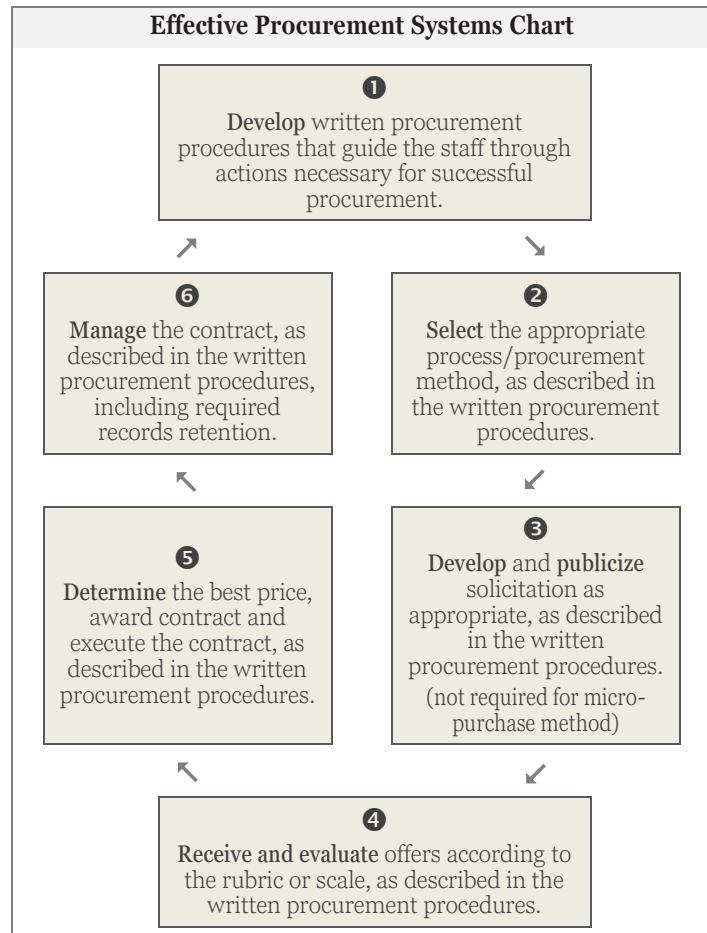 Effective Procurement Systems Chart
❶
Develop written procurement
procedures that guide the staff through
actions necessary for successful
procurement.
❷
Select the appropriate
process/procurement
method, as described in
the written procurement
procedures.
❸
Develop and publicize
solicitation as
appropriate, as described
in the written
procurement procedures.
(not required for micro-
purchase method)
❹
Receive and evaluate offers according to
the rubric or scale, as described in the
written procurement procedures.
❺
Determine the best price,
award contract and
execute the contract, as
described in the written
procurement procedures.
❻
Manage the contract, as
described in the written
procurement procedures,
including required
records retention.